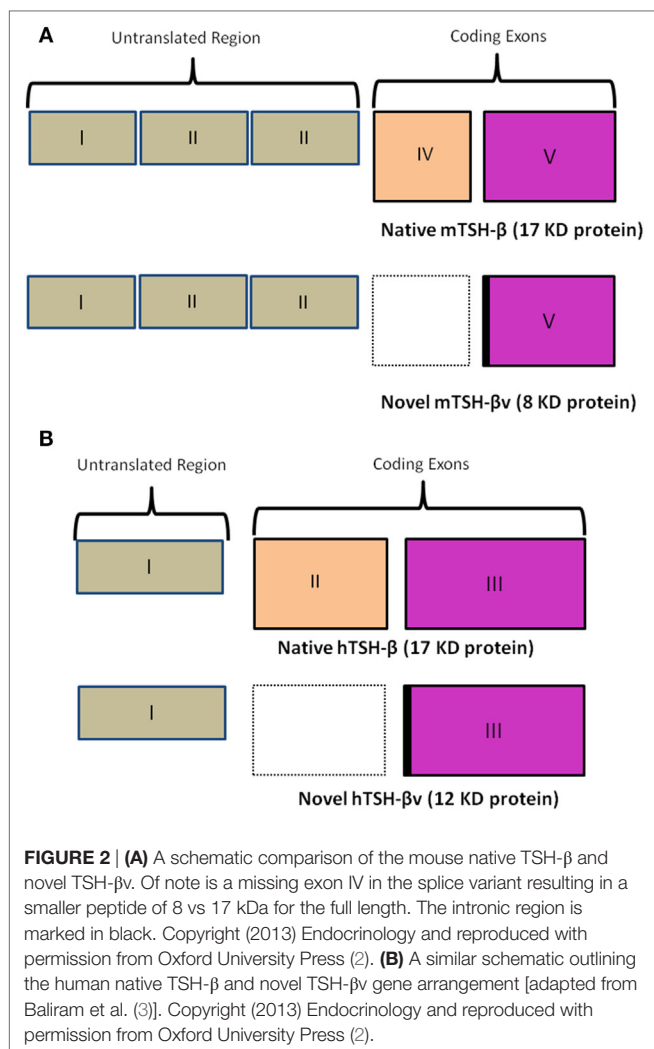 A
Untranslated Region
Coding Exons
I
II
II
IV
V
Native mTSH-β (17 KD protein)
I
II
II
V
Novel mTSH-βv (8 KD protein)
B
Untranslated Region
Coding Exons
I
II
III
Native hTSH-β (17 KD protein)
I
III
Novel hTSH-βv (12 KD protein)
FIGURE 2 | (A) A schematic comparison of the mouse native TSH-β and
novel TSH-βv. Of note is a missing exon IV in the splice variant resulting in a
smaller peptide of 8 vs 17 kDa for the full length. The intronic region is
marked in black. Copyright (2013) Endocrinology and reproduced with
permission from Oxford University Press (2). (B) A similar schematic outlining
the human native TSH-β and novel TSH-βv gene arrangement [adapted from
Baliram et al. (3)]. Copyright (2013) Endocrinology and reproduced with
permission from Oxford University Press (2).